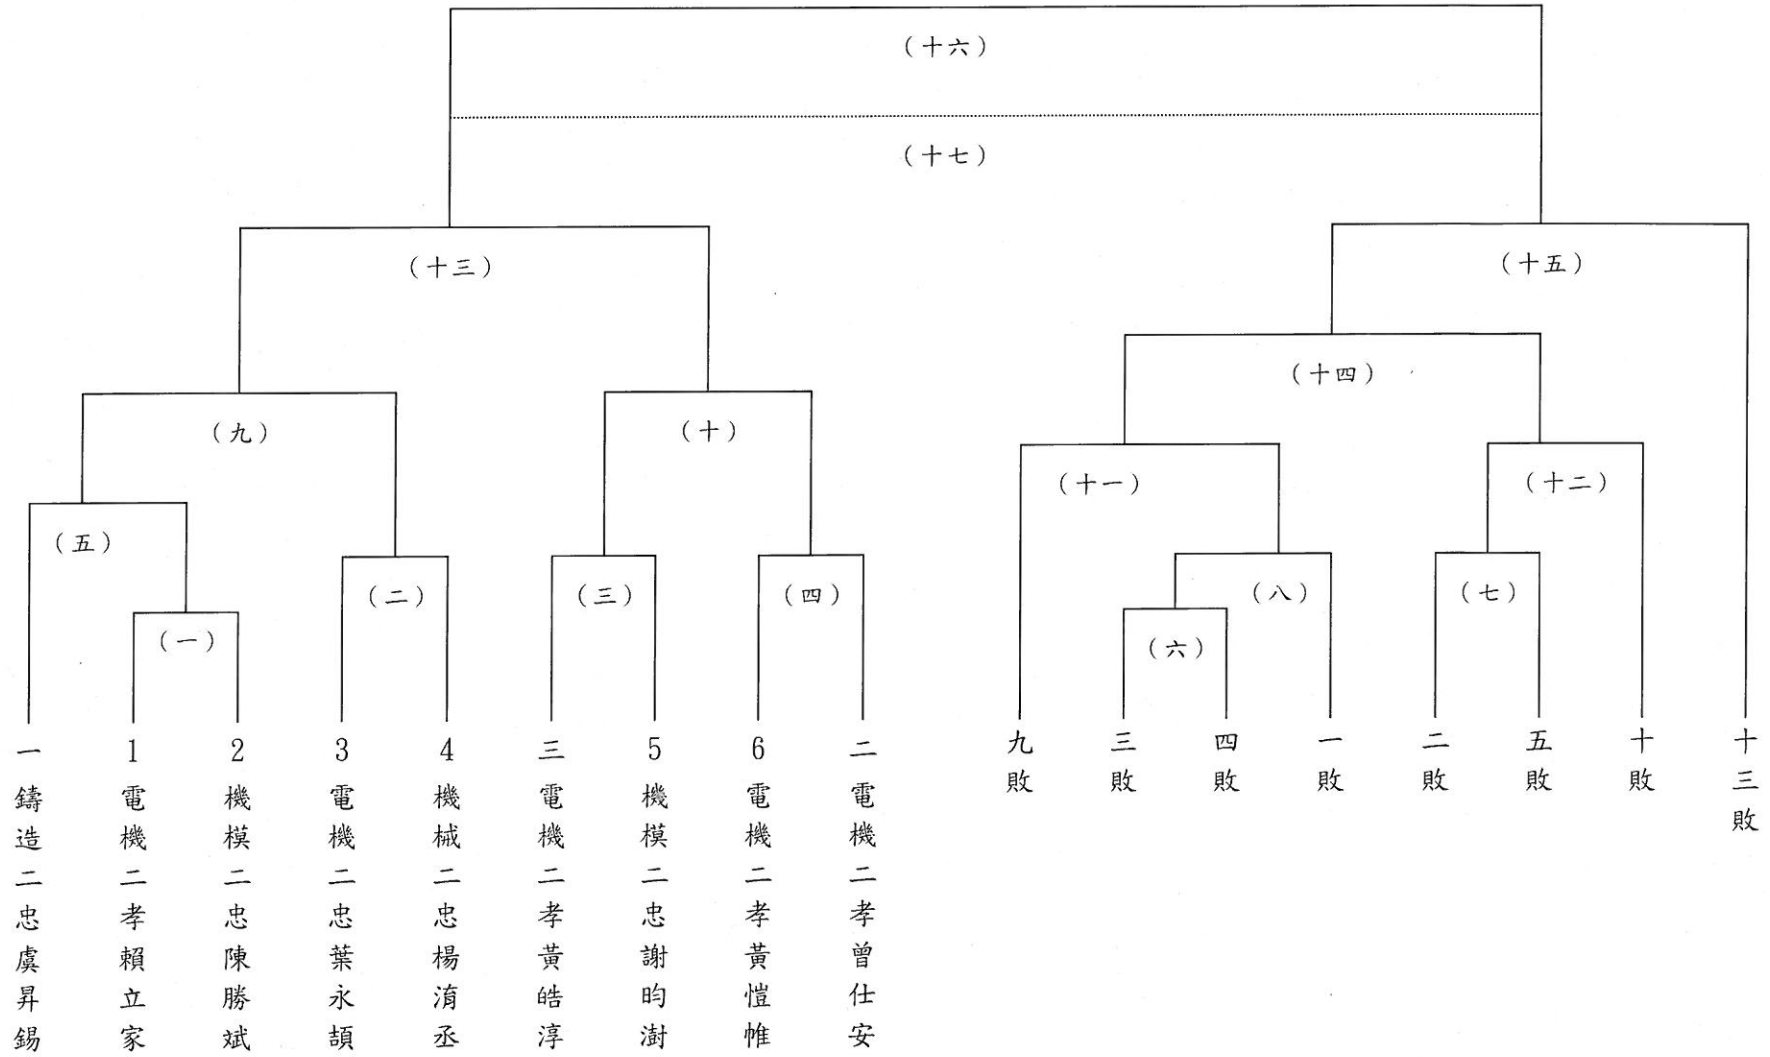 (十六)
(十七)
(十三)
(十五)
(十四)
(九)
(十)
(十一)
(十二)
(五)
(二)
(三)
(四)
(八)
(七)
(一)
(六)
一鑄造二忠虞昇錫
1電機二孝賴立家
2機模二忠陳勝斌
3電機二忠葉永頡
4機械二忠楊淯丞
三電機二孝黃皓淳
5機模二忠謝昀澍
6電機二孝黃愷帷
二電機二孝曾仕安
九敗
三敗
四敗
一敗
二敗
五敗
十敗
十三敗